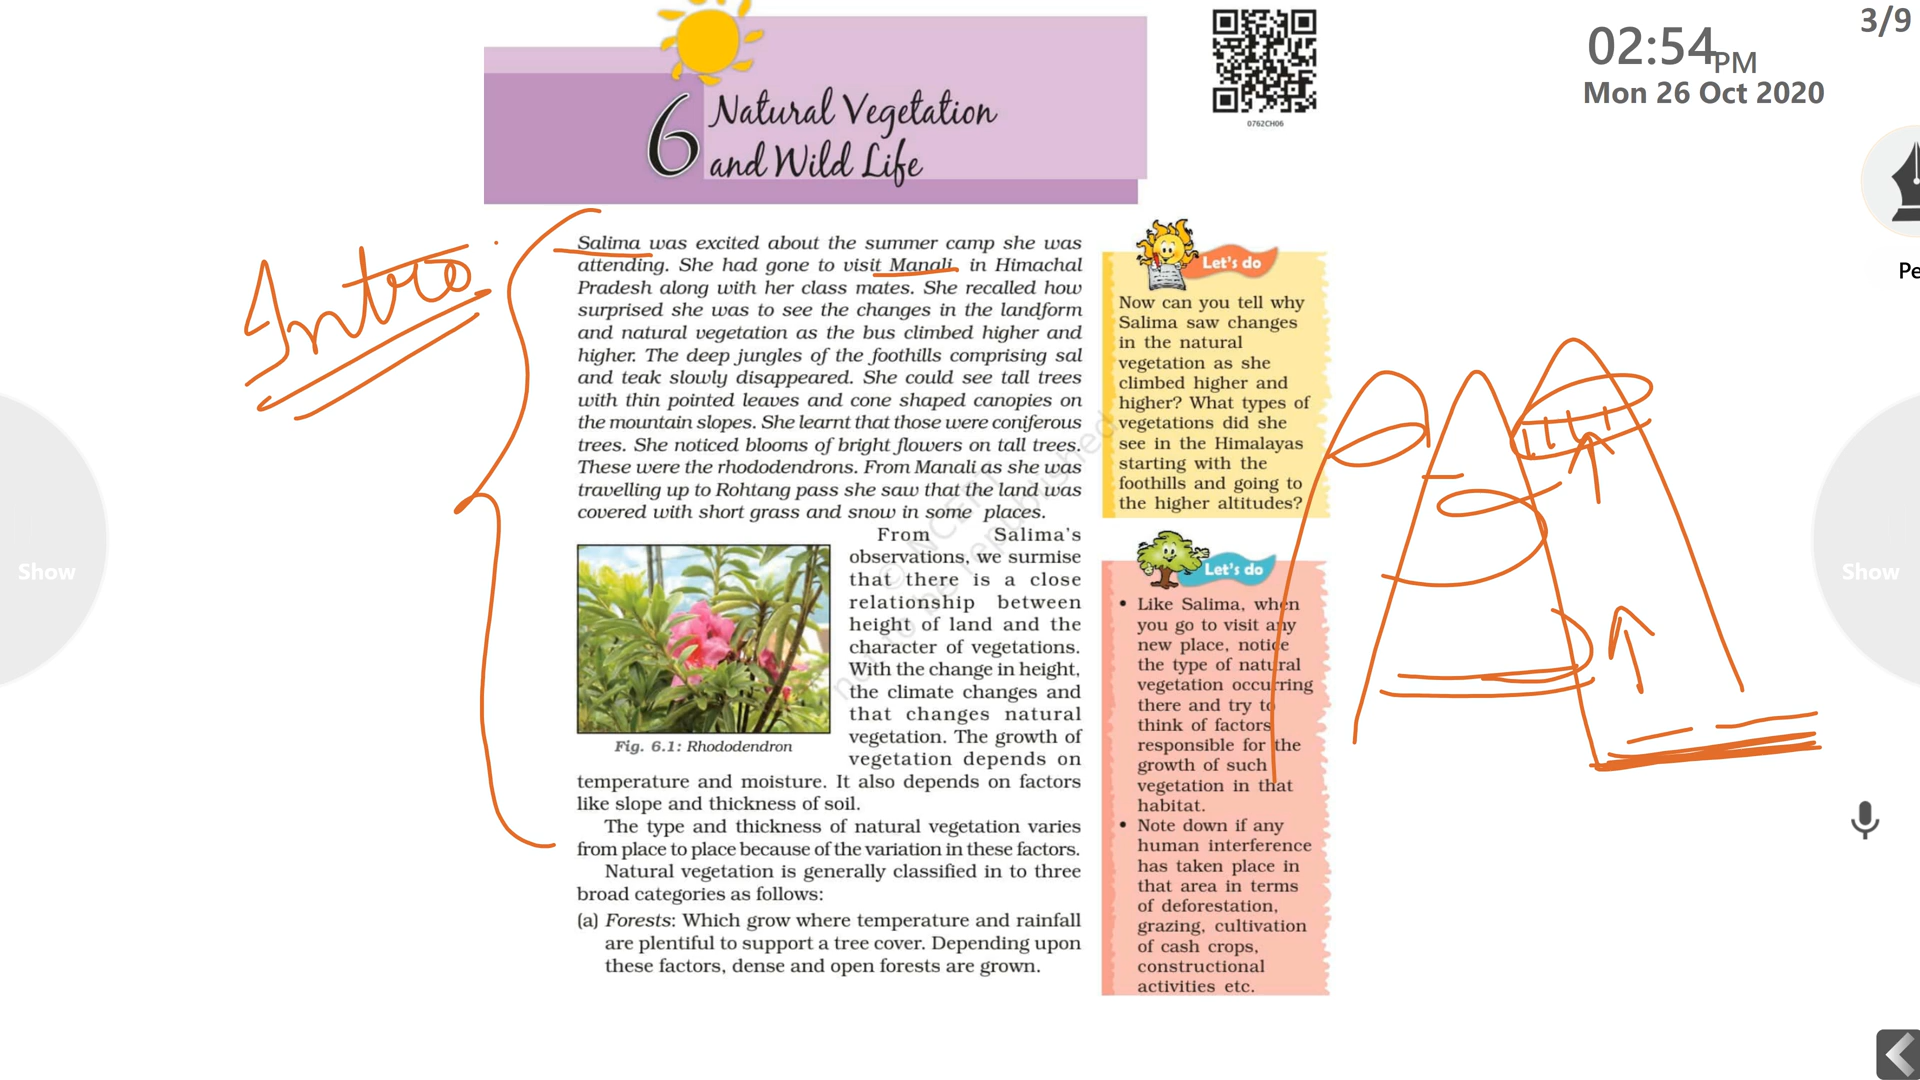 3/9
02:54PM
Mon 26 Oct 2020
0762CH06
6 Natural Vegetation
and Wild Life
Intro
Salima was excited about the summer camp she was
attending. She had gone to visit Manali in Himachal
Pradesh along with her class mates. She recalled how
surprised she was to see the changes in the landform
and natural vegetation as the bus climbed higher and
higher. The deep jungles of the foothills comprising sal
and teak slowly disappeared. She could see tall trees
with thin pointed leaves and cone shaped canopies on
the mountain slopes. She learnt that those were coniferous
trees. She noticed blooms of bright flowers on tall trees.
These were the rhododendrons. From Manali as she was
travelling up to Rohtang pass she saw that the land was
covered with short grass and snow in some places.
From Salima's
observations, we surmise
that there is a close
relationship between
height of land and the
character of vegetations.
With the change in height,
the climate changes and
that changes natural
vegetation. The growth of
vegetation depends on
temperature and moisture. It also depends on factors
like slope and thickness of soil.
Fig. 6.1: Rhododendron
The type and thickness of natural vegetation varies
from place to place because of the variation in these factors.
Natural vegetation is generally classified in to three
broad categories as follows:
(a) Forests: Which grow where temperature and rainfall
are plentiful to support a tree cover. Depending upon
these factors, dense and open forests are grown.
Let's do
Now can you tell why
Salima saw changes
in the natural
vegetation as she
climbed higher and
higher? What types of
vegetations did she
see in the Himalayas
starting with the
foothills and going to
the higher altitudes?
Let's do
• Like Salima, when
you go to visit any
new place, notice
the type of natural
vegetation occurring
there and try to
think of factors
responsible for the
growth of such
vegetation in that
habitat.
• Note down if any
human interference
has taken place in
that area in terms
of deforestation,
grazing, cultivation
of cash crops,
constructional
activities etc.
© NCERT
not to be republished
Show
Show
Pe